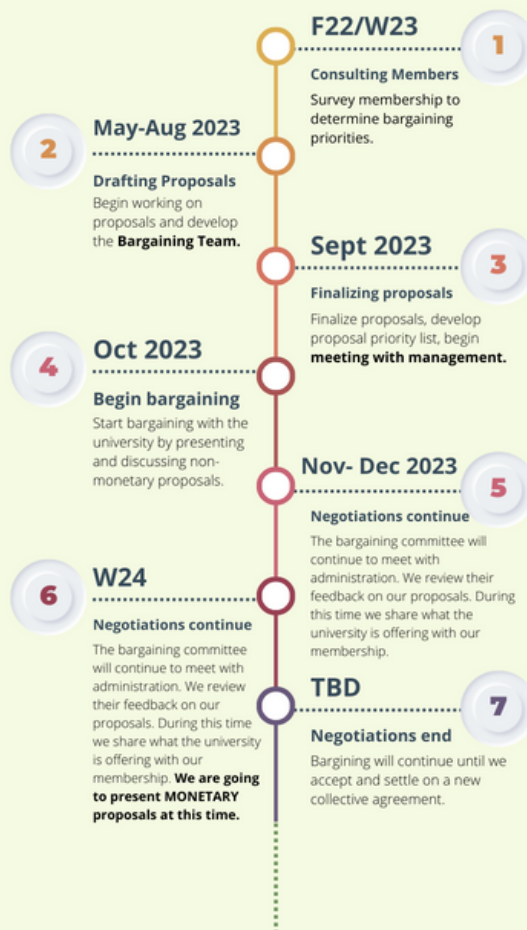 F22/W23
1
Consulting Members
Survey membership to
determine bargaining
priorities.
May-Aug 2023
2
Drafting Proposals
Begin working on
proposals and develop
the Bargaining Team.
Sept 2023
3
Finalizing proposals
Finalize proposals, develop
proposal priority list, begin
meeting with management.
Oct 2023
4
Begin bargaining
Start bargaining with the
university by presenting
and discussing non-
monetary proposals.
Nov- Dec 2023
5
Negotiations continue
The bargaining committee will
continue to meet with
administration. We review their
feedback on our proposals. During
this time we share what the
university is offering with our
membership.
W24
6
Negotiations continue
The bargaining committee
will continue to meet with
administration. We review
their feedback on our
proposals. During this time
we share what the university
is offering with our
membership. We are going
to present MONETARY
proposals at this time.
TBD
7
Negotiations end
Bargining will continue until we
accept and settle on a new
collective agreement.